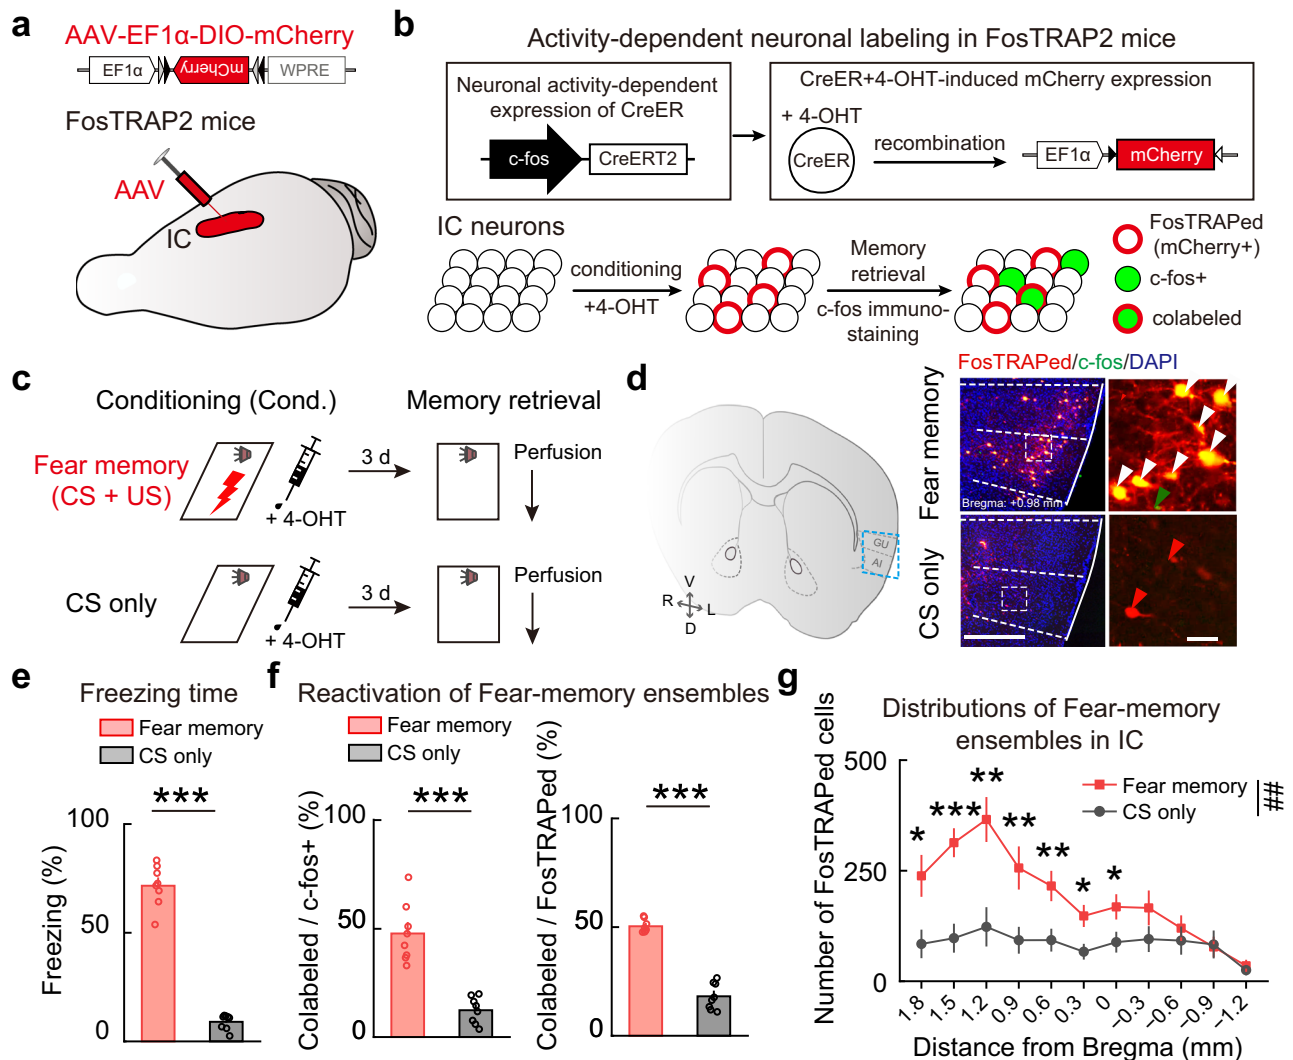 a
AAV-EF1α-DIO-mCherry
EF1α
mCherry
WPRE
FosTRAP2 mice
AAV
IC
b
Activity-dependent neuronal labeling in FosTRAP2 mice
Neuronal activity-dependent
expression of CreER
c-fos
CreERT2
CreER+4-OHT-induced mCherry expression
+ 4-OHT
CreER
recombination
EF1α
mCherry
IC neurons
conditioning
+4-OHT
Memory
retrieval
c-fos immuno-
staining
FosTRAPed
(mCherry+)
c-fos+
colabeled
c
Conditioning (Cond.)
Memory retrieval
Fear memory
(CS + US)
+ 4-OHT
3 d
Perfusion
CS only
+ 4-OHT
3 d
Perfusion
d
GU
AI
V
R
L
D
FosTRAPed/c-fos/DAPI
Fear memory
Bregma: +0.98 mm
CS only
e
Freezing time
Fear memory
CS only
***
Freezing (%)
100
50
0
f
Reactivation of Fear-memory ensembles
Fear memory
CS only
***
Colabeled / c-fos+ (%)
100
50
0
***
Colabeled / FosTRAPed (%)
100
50
0
g
Distributions of Fear-memory
ensembles in IC
Fear memory
CS only
##
Number of FosTRAPed cells
500
250
0
* *** ** ** ** * *
1.8 1.5 1.2 0.9 0.6 0.3 0 −0.3 −0.6 −0.9 −1.2
Distance from Bregma (mm)